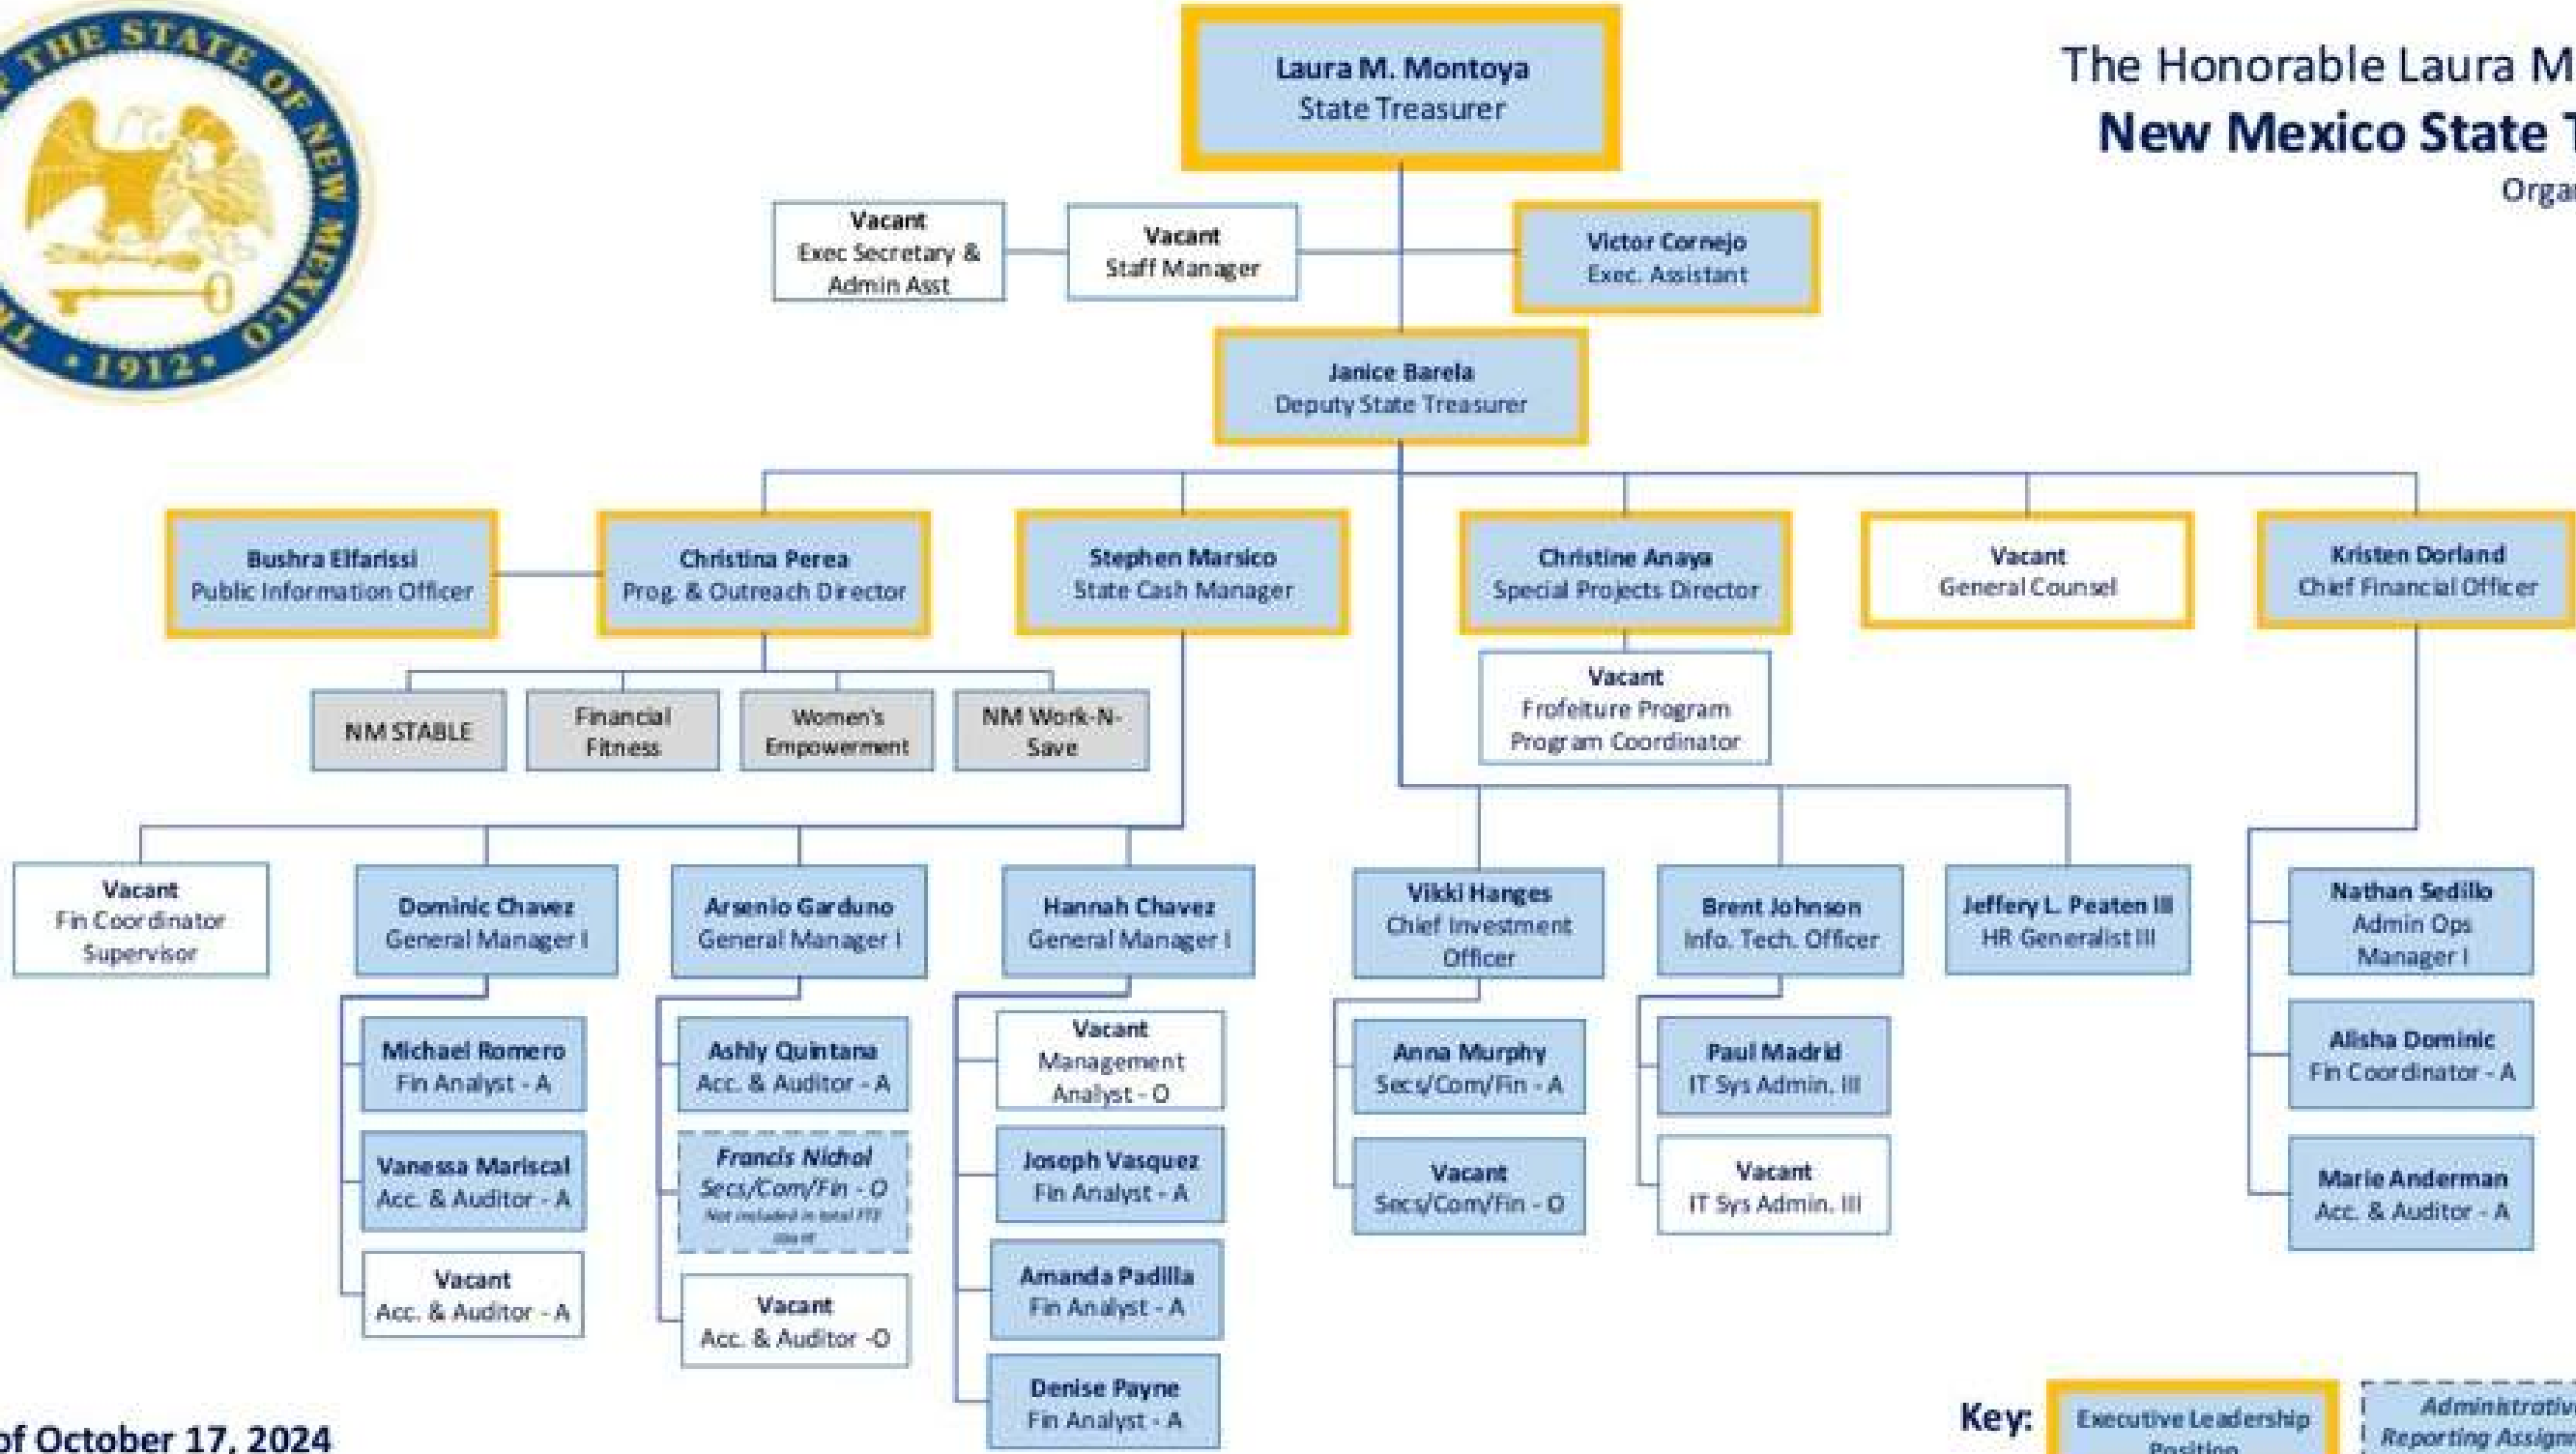 THE STATE OF NEW MEXICO
• 1912 •
Laura M. Montoya
State Treasurer
The Honorable Laura M
New Mexico State T
Orga
Vacant
Exec Secretary &
Admin Asst
Vacant
Staff Manager
Victor Cornejo
Exec. Assistant
Janice Barela
Deputy State Treasurer
Bushra Elfarissi
Public Information Officer
Christina Perea
Prog. & Outreach Director
Stephen Marsico
State Cash Manager
Christine Anaya
Special Projects Director
Vacant
General Counsel
Kristen Dorland
Chief Financial Officer
NM STABLE
Financial
Fitness
Women's
Empowerment
NM Work-N-
Save
Vacant
Frofeiture Program
Program Coordinator
Vacant
Fin Coordinator
Supervisor
Dominic Chavez
General Manager I
Arsenio Garduno
General Manager I
Hannah Chavez
General Manager I
Vikki Hanges
Chief Investment
Officer
Brent Johnson
Info. Tech. Officer
Jeffery L. Peaten III
HR Generalist III
Nathan Sedillo
Admin Ops
Manager I
Michael Romero
Fin Analyst - A
Ashly Quintana
Acc. & Auditor - A
Vacant
Management
Analyst - O
Anna Murphy
Secs/Com/Fin - A
Paul Madrid
IT Sys Admin. III
Alisha Dominic
Fin Coordinator - A
Vanessa Mariscal
Acc. & Auditor - A
Francis Nichol
Secs/Com/Fin - O
Not included in total FTE
count
Joseph Vasquez
Fin Analyst - A
Vacant
Secs/Com/Fin - O
Vacant
IT Sys Admin. III
Marie Anderman
Acc. & Auditor - A
Vacant
Acc. & Auditor - A
Vacant
Acc. & Auditor -O
Amanda Padilla
Fin Analyst - A
Denise Payne
Fin Analyst - A
of October 17, 2024
Key:
Executive Leadership
Position
Administrative
Reporting Assignm